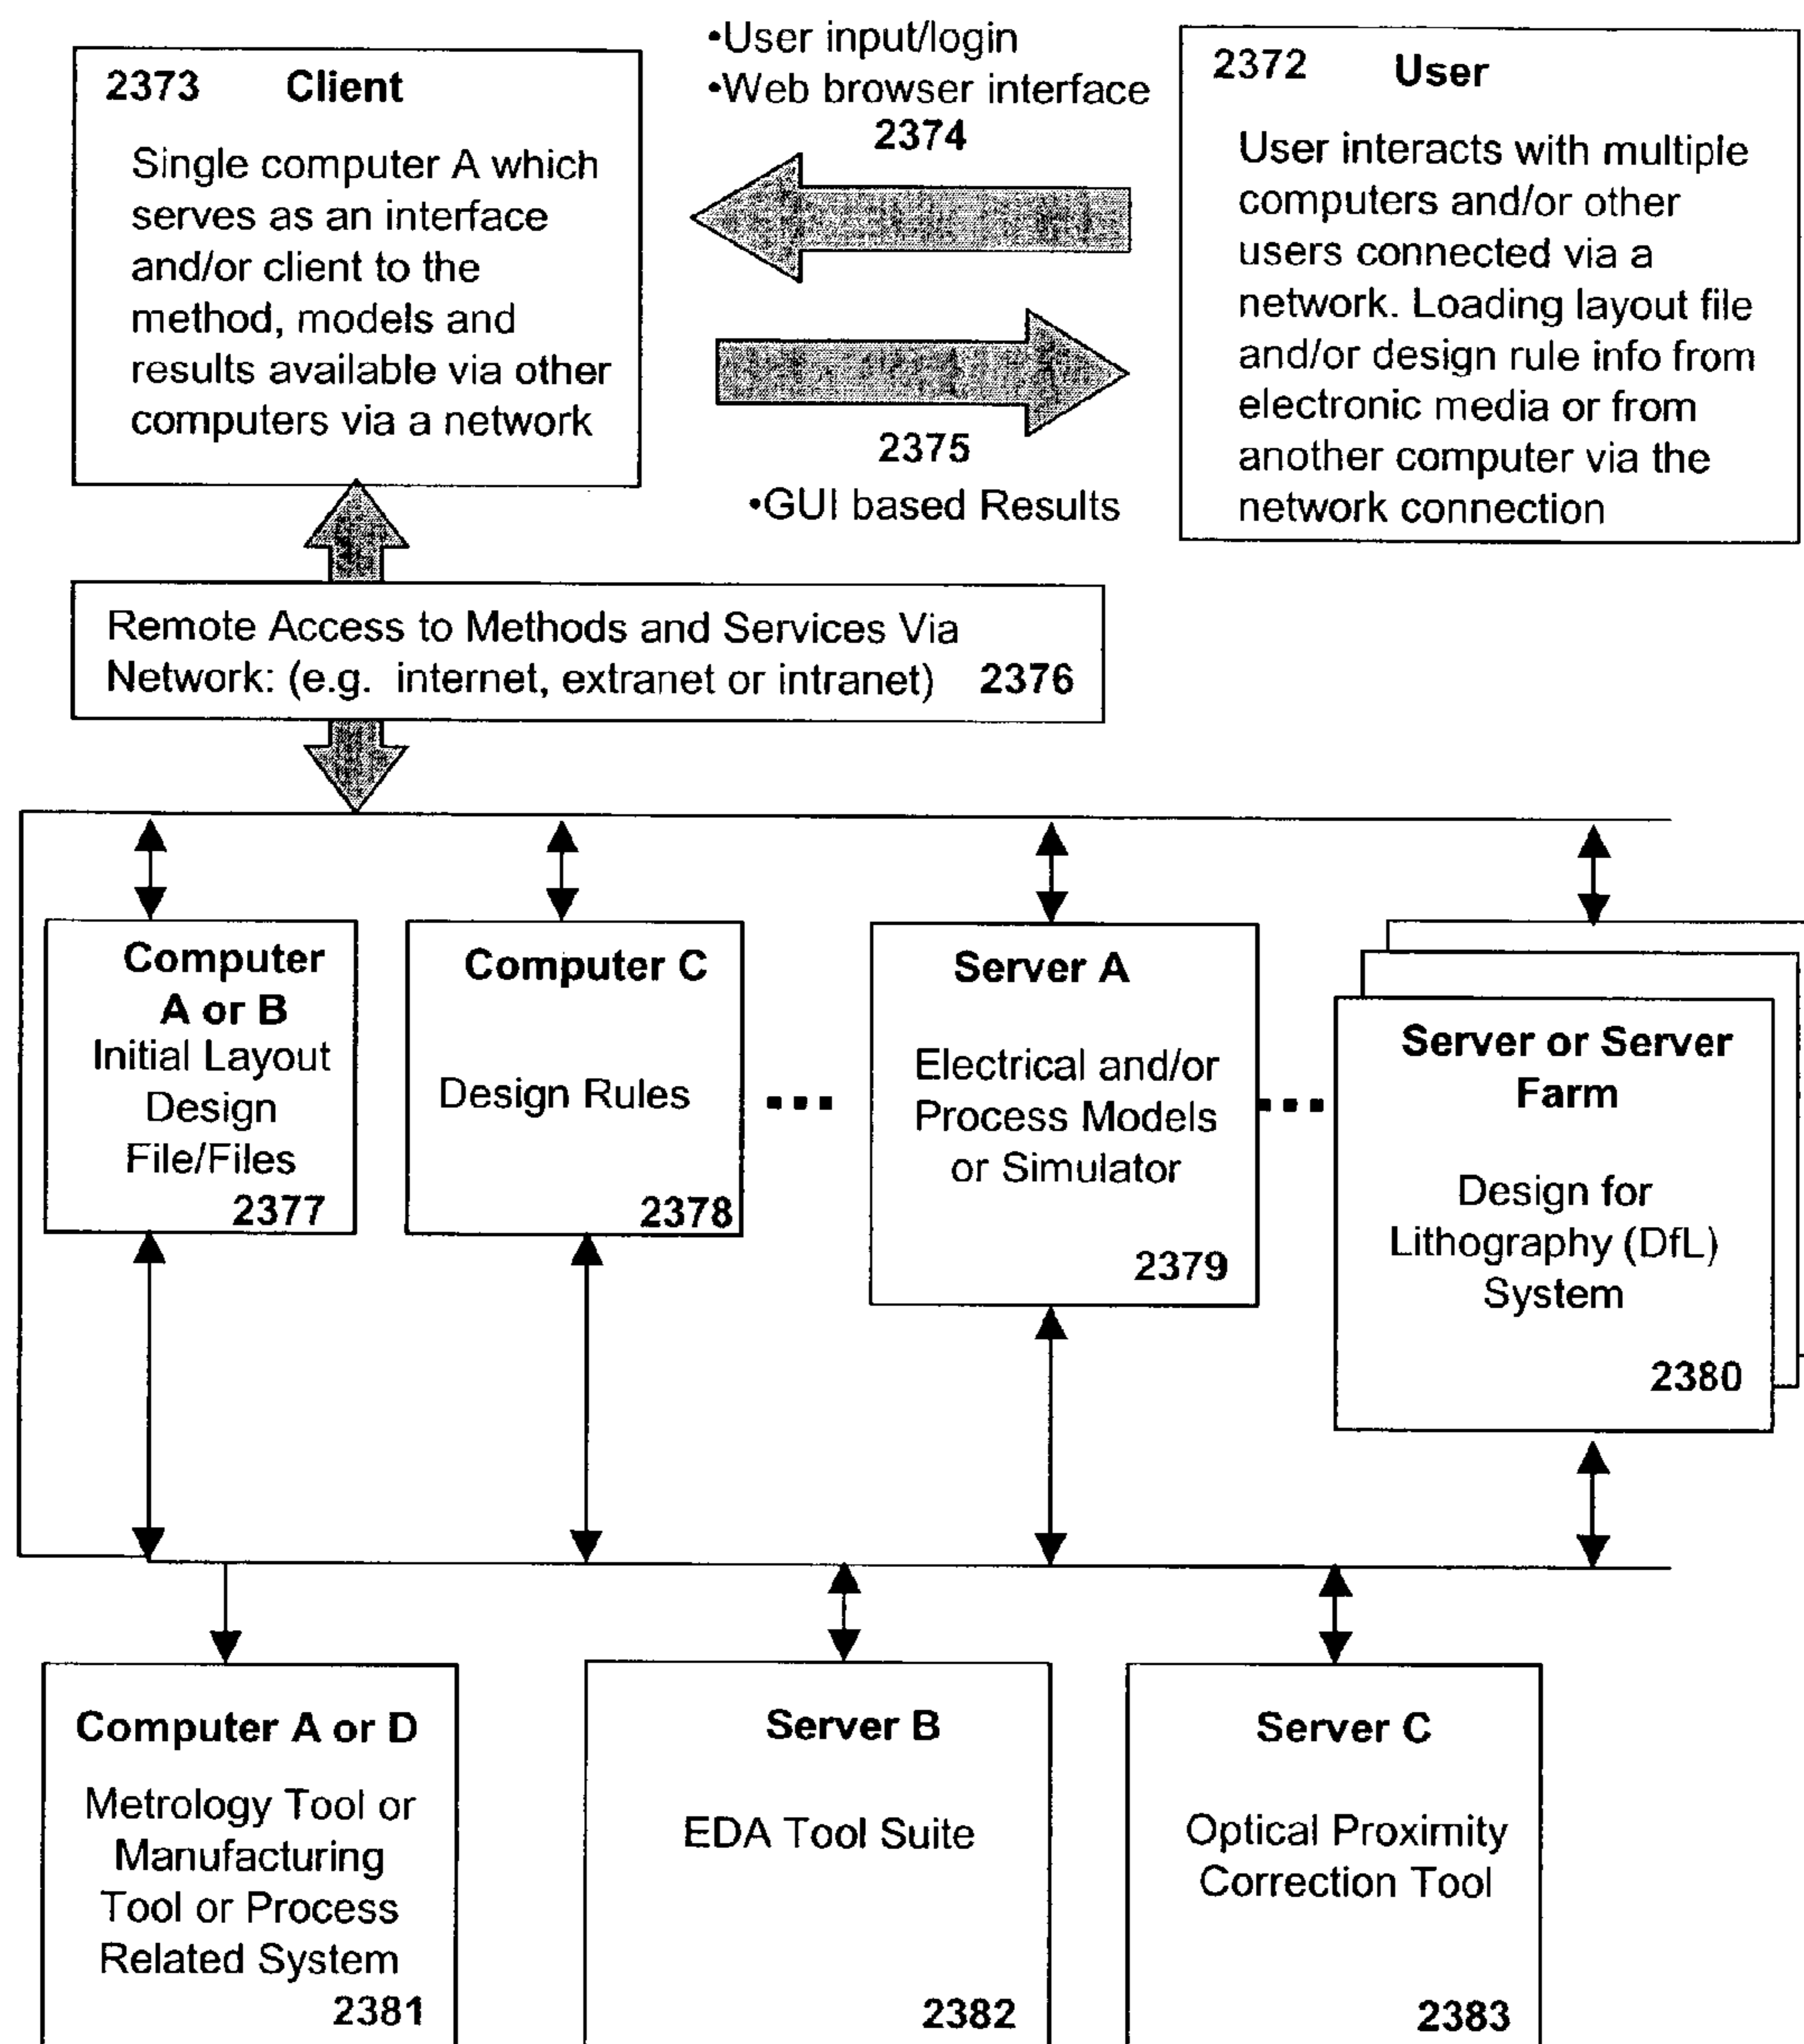 2373 Client
Single computer A which
serves as an interface
and/or client to the
method, models and
results available via other
computers via a network
•User input/login
•Web browser interface
2374
2375
•GUI based Results
2372 User
User interacts with multiple
computers and/or other
users connected via a
network. Loading layout file
and/or design rule info from
electronic media or from
another computer via the
network connection
Remote Access to Methods and Services Via
Network: (e.g. internet, extranet or intranet) 2376
Computer
A or B
Initial Layout
Design
File/Files
2377
Computer C
Design Rules
2378
...
Server A
Electrical and/or
Process Models
or Simulator
2379
...
Server or Server
Farm
Design for
Lithography (DfL)
System
2380
Computer A or D
Metrology Tool or
Manufacturing
Tool or Process
Related System
2381
Server B
EDA Tool Suite
2382
Server C
Optical Proximity
Correction Tool
2383